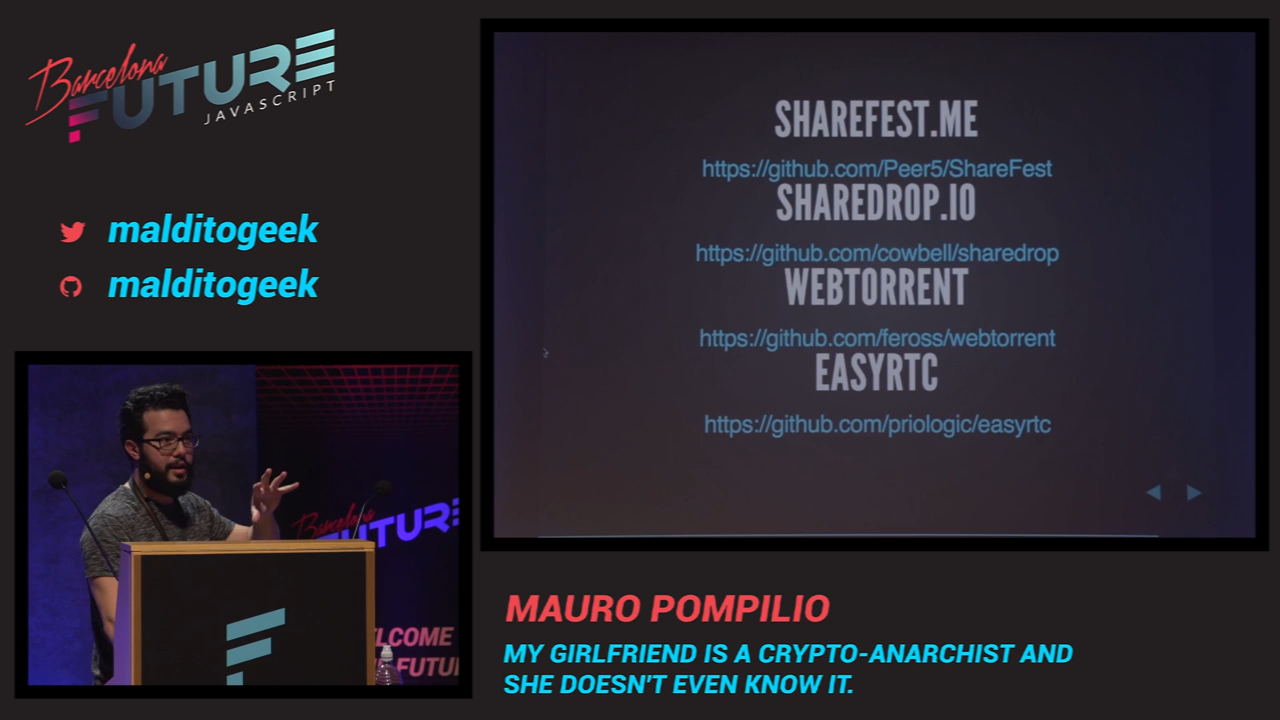 Barcelona
FUTURE
JAVASCRIPT
malditogeek
malditogeek
SHAREFEST.ME
https://github.com/Peer5/ShareFest
SHAREDROP.IO
https://github.com/cowbell/sharedrop
WEBTORRENT
https://github.com/feross/webtorrent
EASYRTC
https://github.com/priologic/easyrtc
Barcelona
FUTURE
LCOME
FUTU
MAURO POMPILIO
MY GIRLFRIEND IS A CRYPTO-ANARCHIST AND
SHE DOESN'T EVEN KNOW IT.